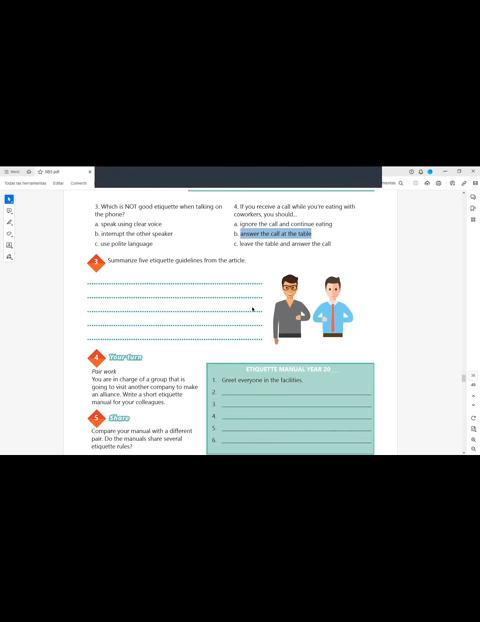 Menú
SB3.pdf
Todas las herramientas
Editar
Convertir
3. Which is NOT good etiquette when talking on
the phone?
a. speak using clear voice
b. interrupt the other speaker
c. use polite language
4. If you receive a call while you're eating with
coworkers, you should...
a. ignore the call and continue eating
b. answer the call at the table
c. leave the table and answer the call
3. Summarize five etiquette guidelines from the article.
4. Your turn
Pair work
You are in charge of a group that is
going to visit another company to make
an alliance. Write a short etiquette
manual for your colleagues.
5. Share
Compare your manual with a different
pair. Do the manuals share several
etiquette rules?
ETIQUETTE MANUAL YEAR 20__
1. Greet everyone in the facilities.
2.
3.
4.
5.
6.